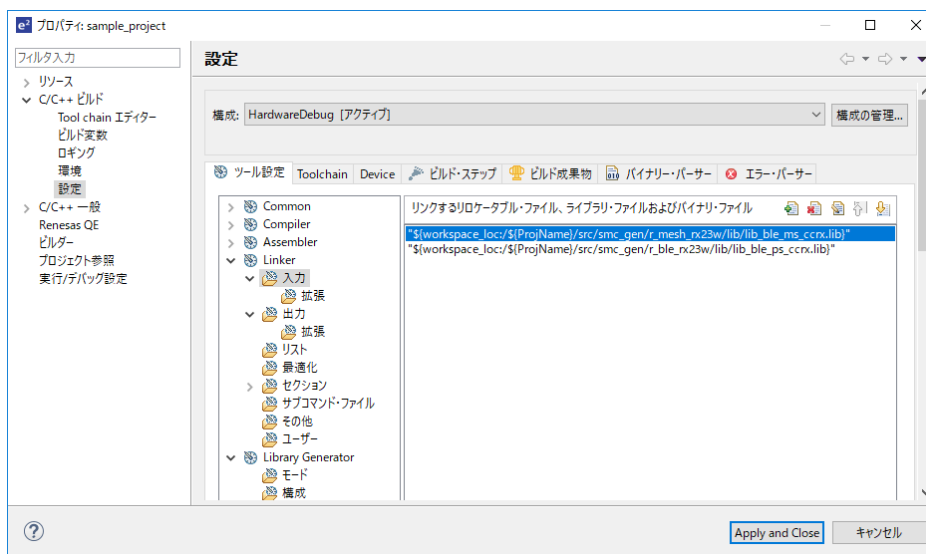 e² プロパティ: sample_project
フィルタ入力
リソース
C/C++ ビルド
Tool chain エディター
ビルド変数
ロギング
環境
設定
C/C++ 一般
Renesas QE
ビルダー
プロジェクト参照
実行/デバッグ設定
設定
構成: HardwareDebug [アクティブ]
構成の管理...
ツール設定 Toolchain Device ビルド・ステップ ビルド成果物 バイナリー・パーサー エラー・パーサー
Common
Compiler
Assembler
Linker
入力
拡張
出力
拡張
リスト
最適化
セクション
サブコマンド・ファイル
その他
ユーザー
Library Generator
モード
構成
リンクするリロケータブル・ファイル、ライブラリ・ファイルおよびバイナリ・ファイル
"${workspace_loc:/${ProjName}/src/smc_gen/r_mesh_rx23w/lib/lib_ble_ms_ccrx.lib}"
"${workspace_loc:/${ProjName}/src/smc_gen/r_ble_rx23w/lib/lib_ble_ps_ccrx.lib}"
?
Apply and Close
キャンセル